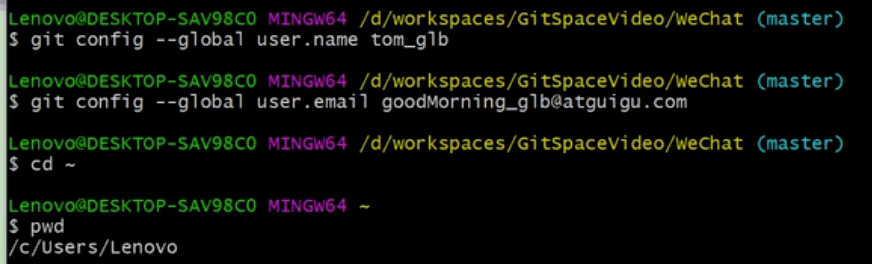 Lenovo@DESKTOP-SAV98C0 MINGW64 /d/workspaces/GitSpaceVideo/WeChat (master)
$ git config --global user.name tom_glb
Lenovo@DESKTOP-SAV98C0 MINGW64 /d/workspaces/GitSpaceVideo/WeChat (master)
$ git config --global user.email goodMorning_glb@atguigu.com
Lenovo@DESKTOP-SAV98C0 MINGW64 /d/workspaces/GitSpaceVideo/WeChat (master)
$ cd ~
Lenovo@DESKTOP-SAV98C0 MINGW64 ~
$ pwd
/c/Users/Lenovo